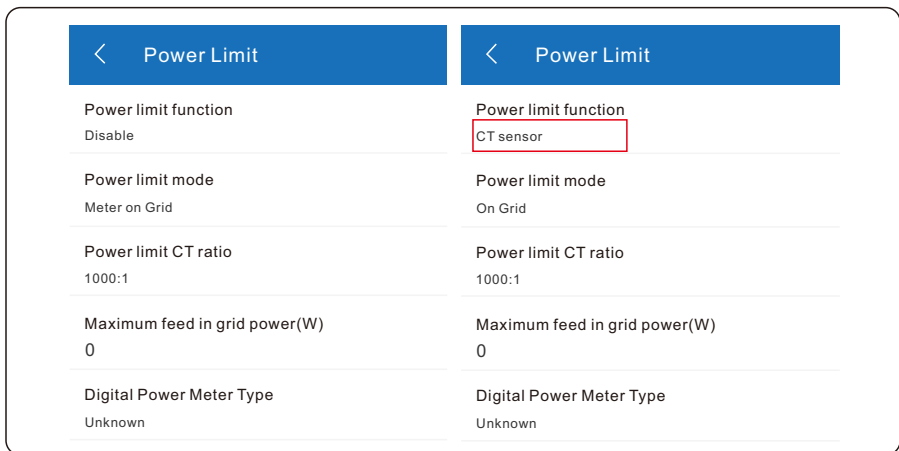 Power Limit
Power limit function
Disable
Power limit mode
Meter on Grid
Power limit CT ratio
1000:1
Maximum feed in grid power(W)
0
Digital Power Meter Type
Unknown
Power Limit
Power limit function
CT sensor
Power limit mode
On Grid
Power limit CT ratio
1000:1
Maximum feed in grid power(W)
0
Digital Power Meter Type
Unknown